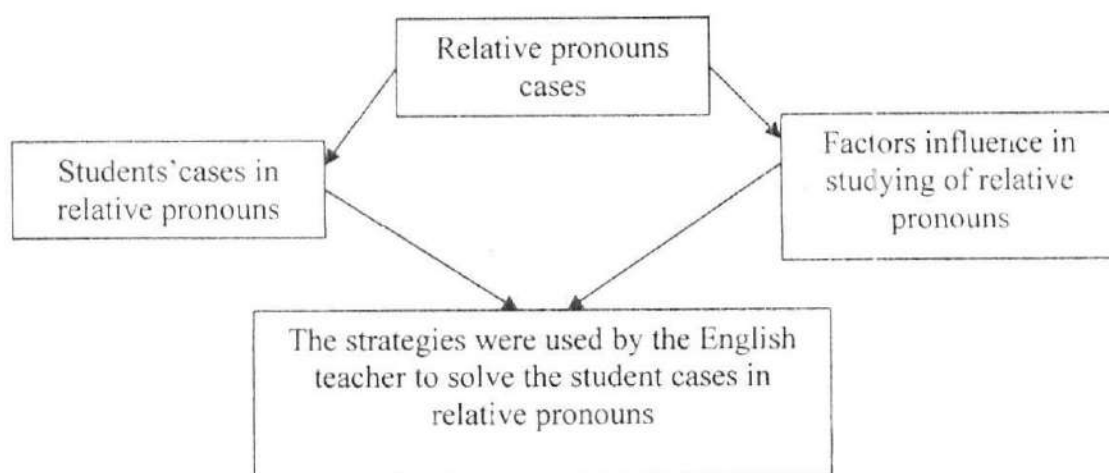 Relative pronouns
cases
Students'cases in
relative pronouns
Factors influence in
studying of relative
pronouns
The strategies were used by the English
teacher to solve the student cases in
relative pronouns